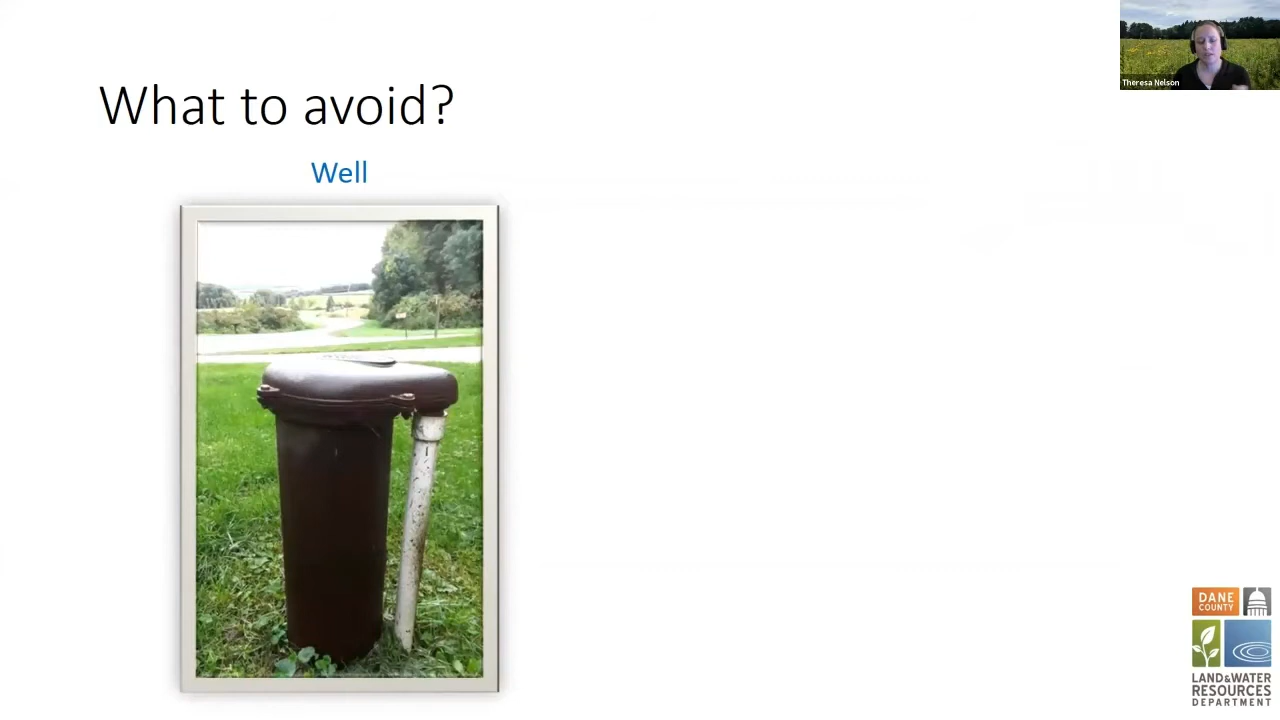 Theresa Nelson
What to avoid?
Well
DANE
COUNTY
LAND&WATER
RESOURCES
DEPARTMENT